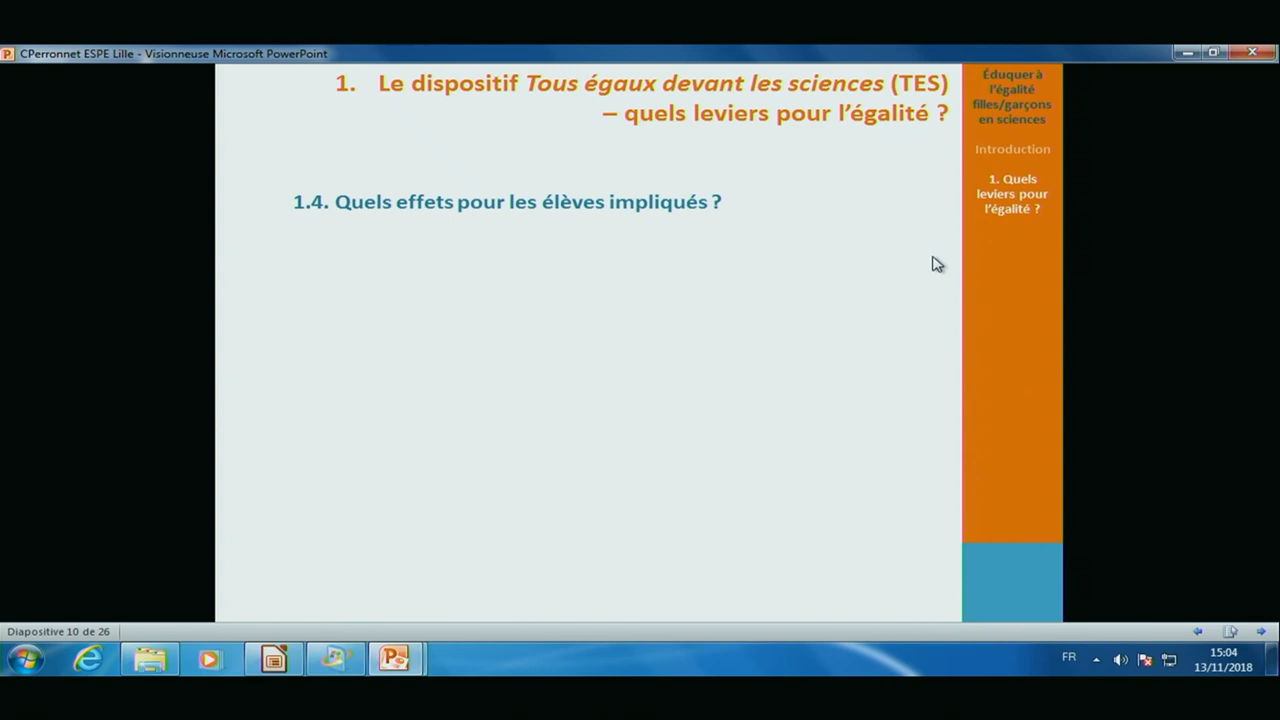 CPerronnet ESPE Lille - Visionneuse Microsoft PowerPoint
1. Le dispositif Tous égaux devant les sciences (TES)
– quels leviers pour l’égalité ?
1.4. Quels effets pour les élèves impliqués ?
Éduquer à
l’égalité
filles/garçons
en sciences
Introduction
1. Quels
leviers pour
l’égalité ?
Diapositive 10 de 26
FR
15:04
13/11/2018